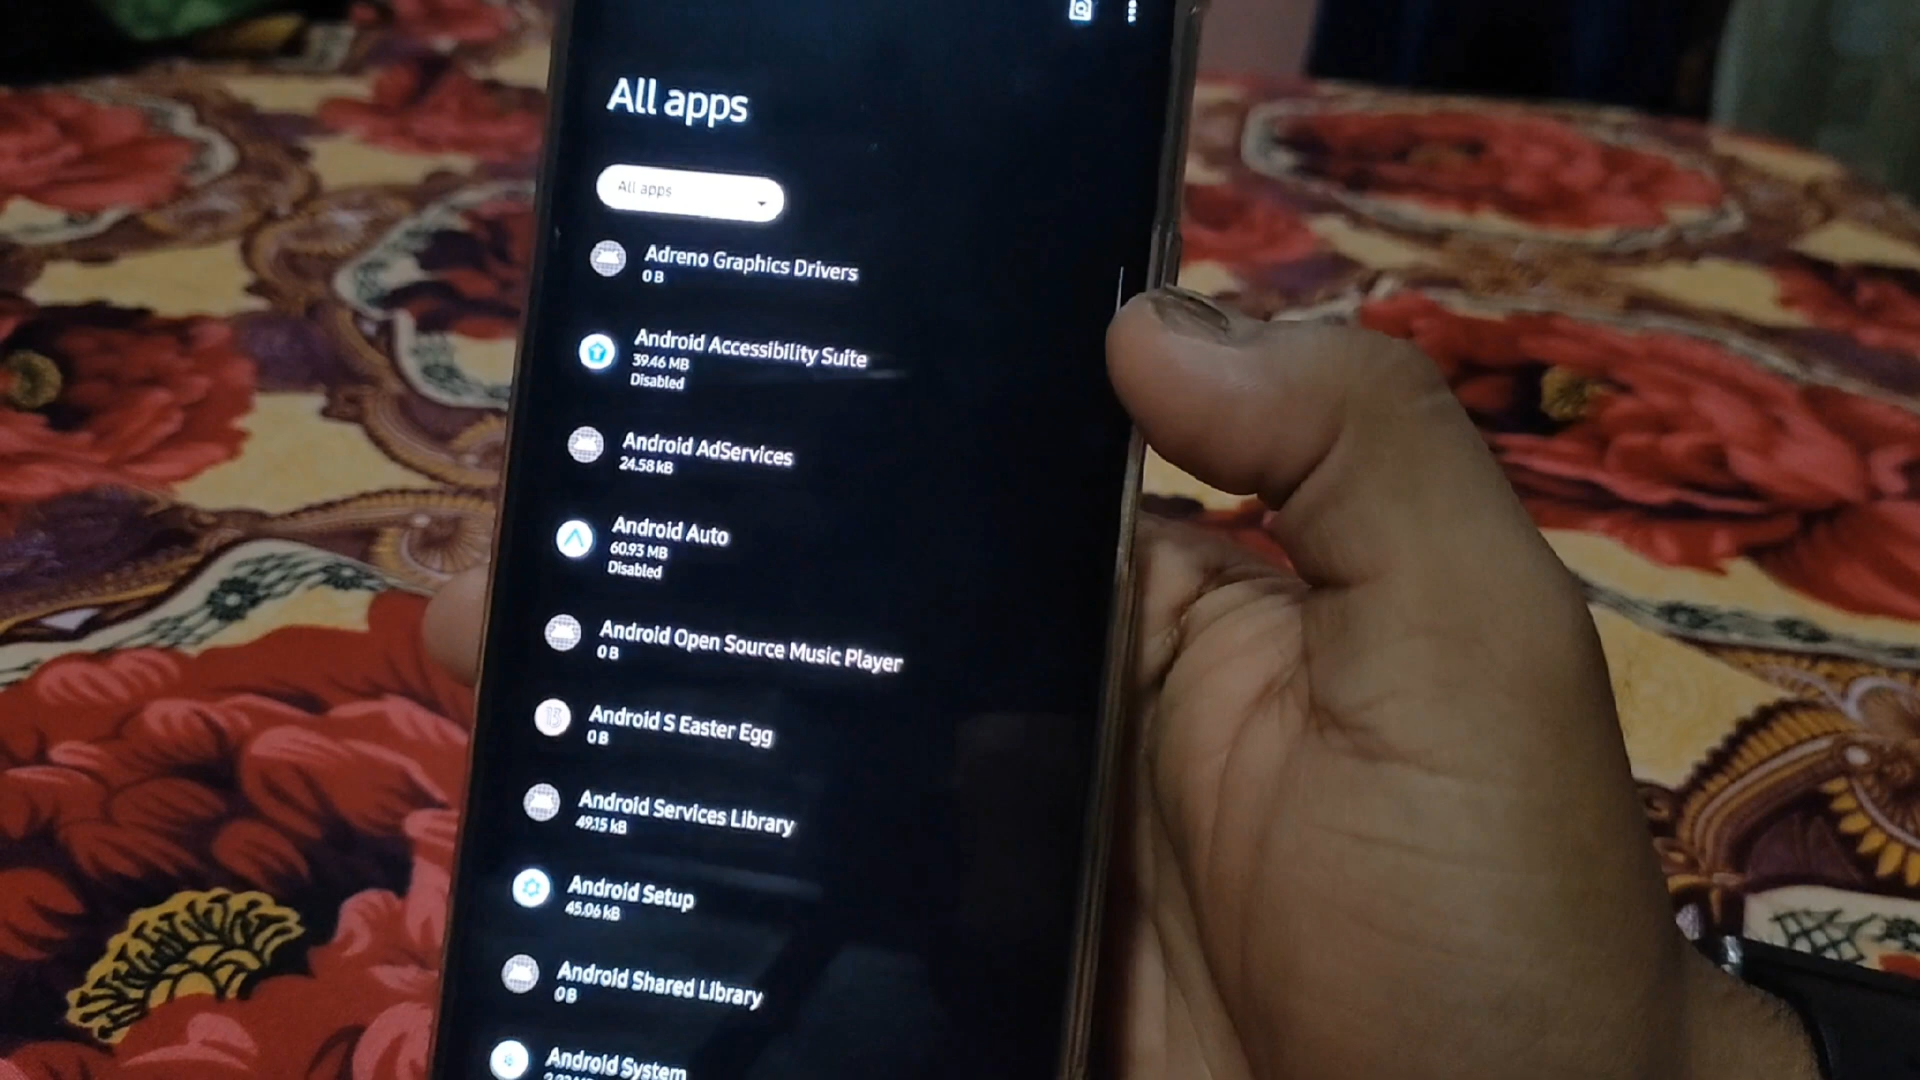 All apps
All apps
Adreno Graphics Drivers
0 B
Android Accessibility Suite
39.46 MB
Disabled
Android AdServices
24.58 kB
Android Auto
60.93 MB
Disabled
Android Open Source Music Player
0 B
Android S Easter Egg
0 B
Android Services Library
49.15 kB
Android Setup
45.06 kB
Android Shared Library
0 B
Android System